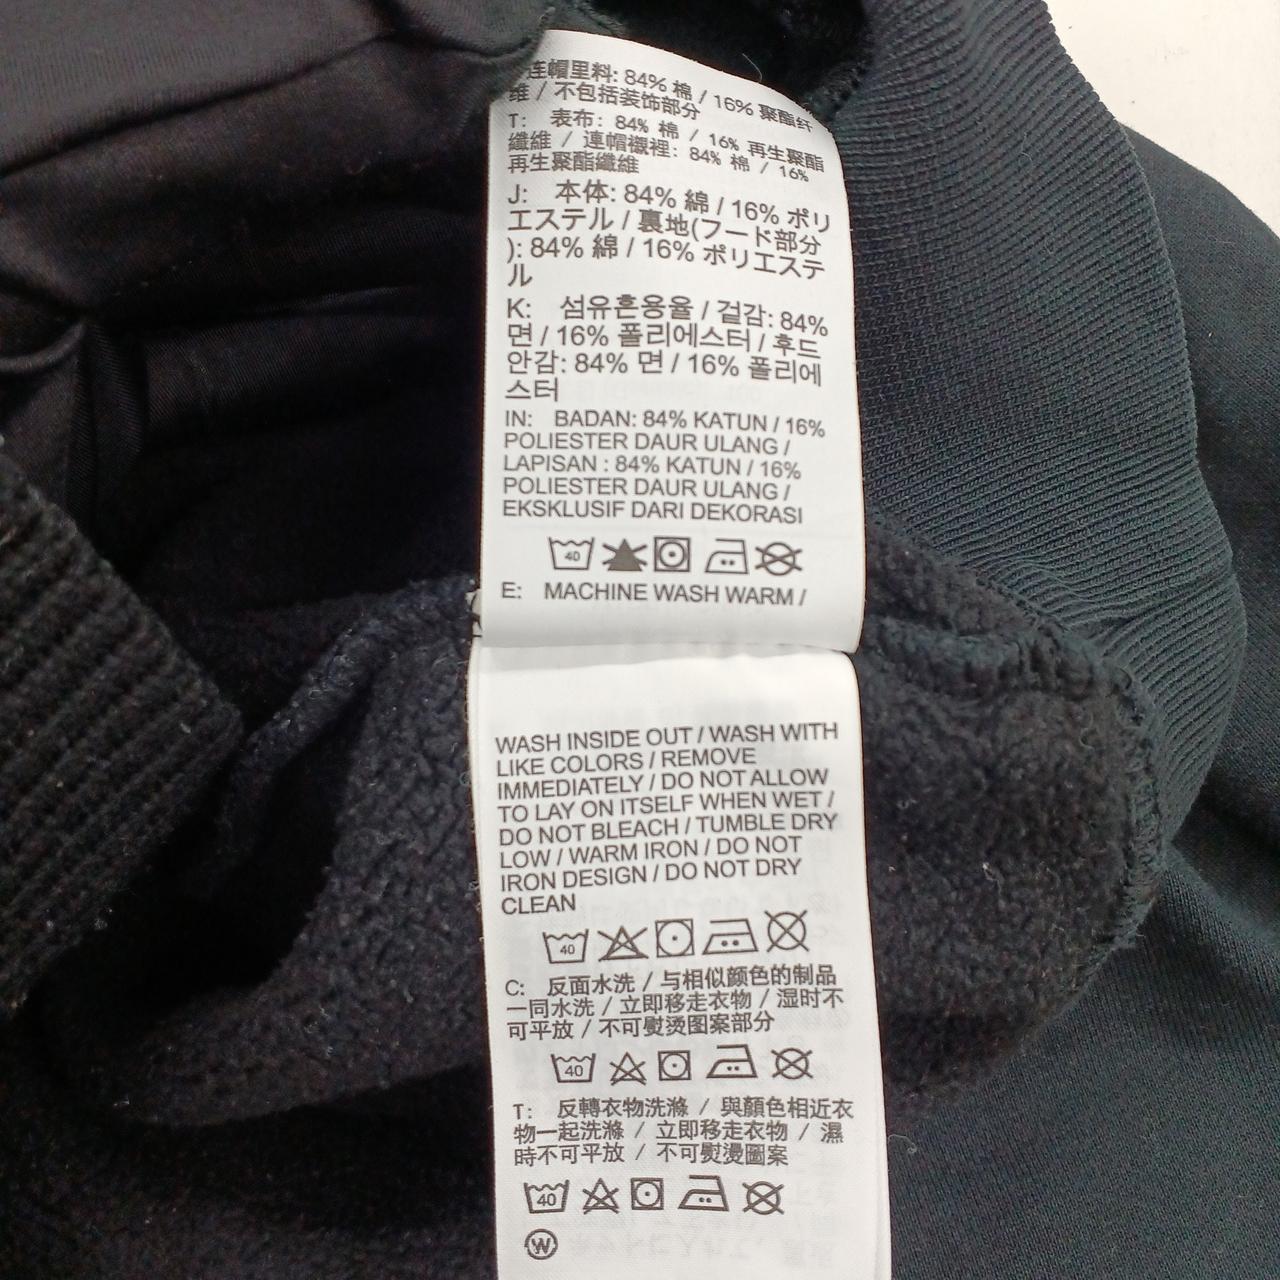 连帽里料: 84% 棉 / 16% 聚酯纤
维 / 不包括装饰部分
T: 表布: 84% 棉 / 16% 再生聚酯
纖維 / 連帽襯裡: 84% 棉 / 16%
再生聚酯纖維
J: 本体: 84% 綿 / 16% ポリ
エステル / 裏地(フード部分
): 84% 綿 / 16% ポリエステ
ル
K: 섬유혼용율 / 겉감: 84%
면 / 16% 폴리에스터 / 후드
안감: 84% 면 / 16% 폴리에
스터
IN: BADAN: 84% KATUN / 16%
POLIESTER DAUR ULANG /
LAPISAN : 84% KATUN / 16%
POLIESTER DAUR ULANG /
EKSKLUSIF DARI DEKORASI
40
E: MACHINE WASH WARM /
WASH INSIDE OUT / WASH WITH
LIKE COLORS / REMOVE
IMMEDIATELY / DO NOT ALLOW
TO LAY ON ITSELF WHEN WET /
DO NOT BLEACH / TUMBLE DRY
LOW / WARM IRON / DO NOT
IRON DESIGN / DO NOT DRY
CLEAN
40
C: 反面水洗 / 与相似颜色的制品
一同水洗 / 立即移走衣物 / 湿时不
可平放 / 不可熨烫图案部分
40
T: 反轉衣物洗滌 / 與顏色相近衣
物一起洗滌 / 立即移走衣物 / 濕
時不可平放 / 不可熨燙圖案
40
W